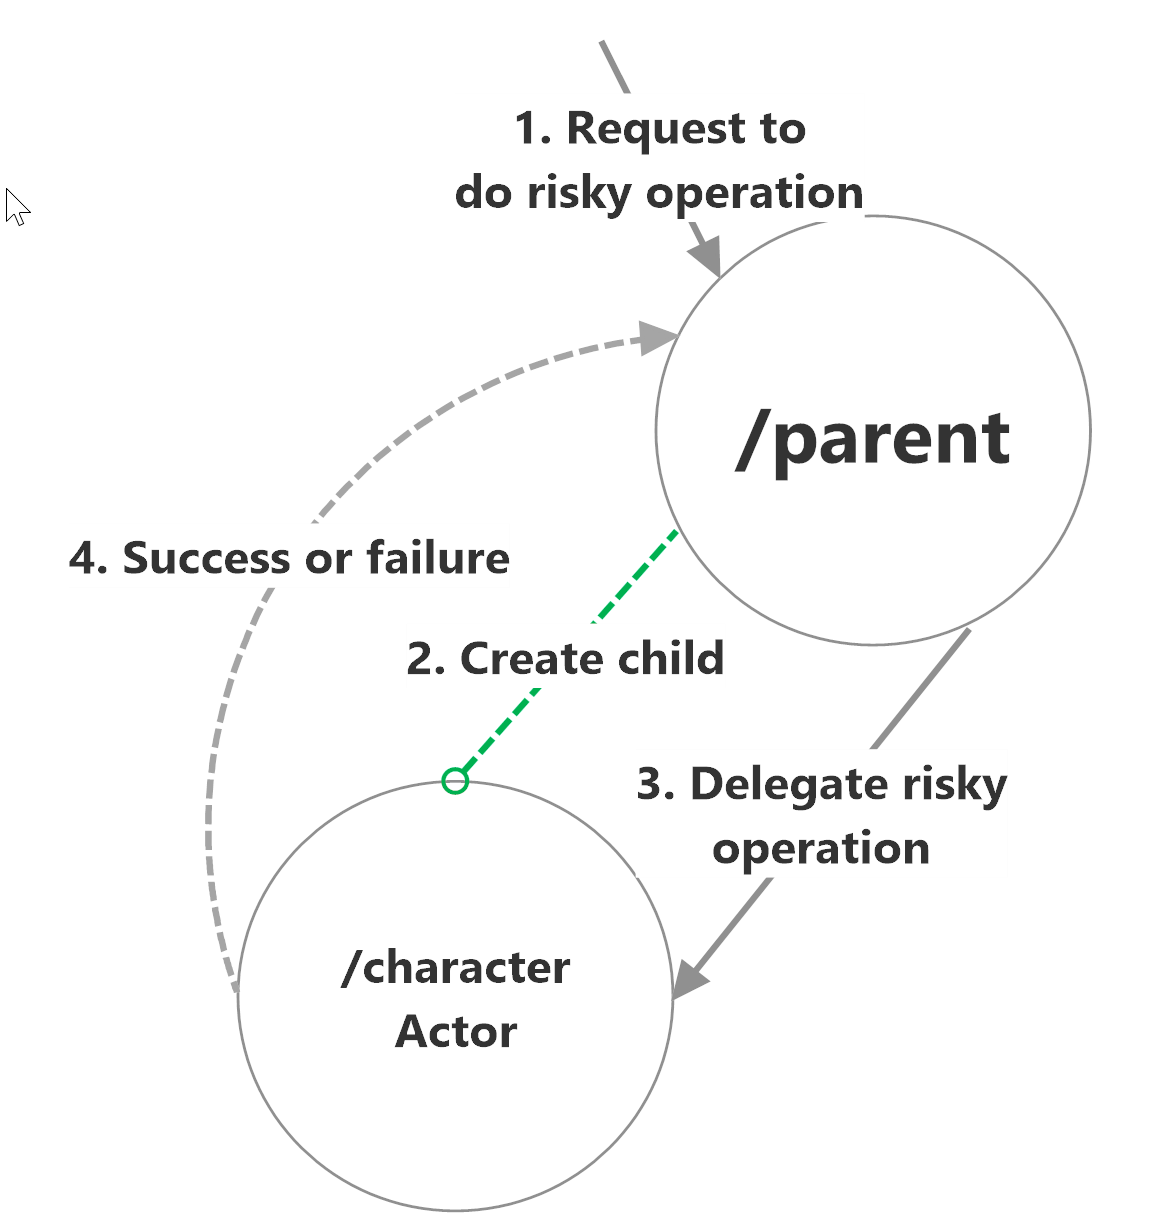 1. Request to
do risky operation
/parent
4. Success or failure
2. Create child
3. Delegate risky
operation
/character
Actor